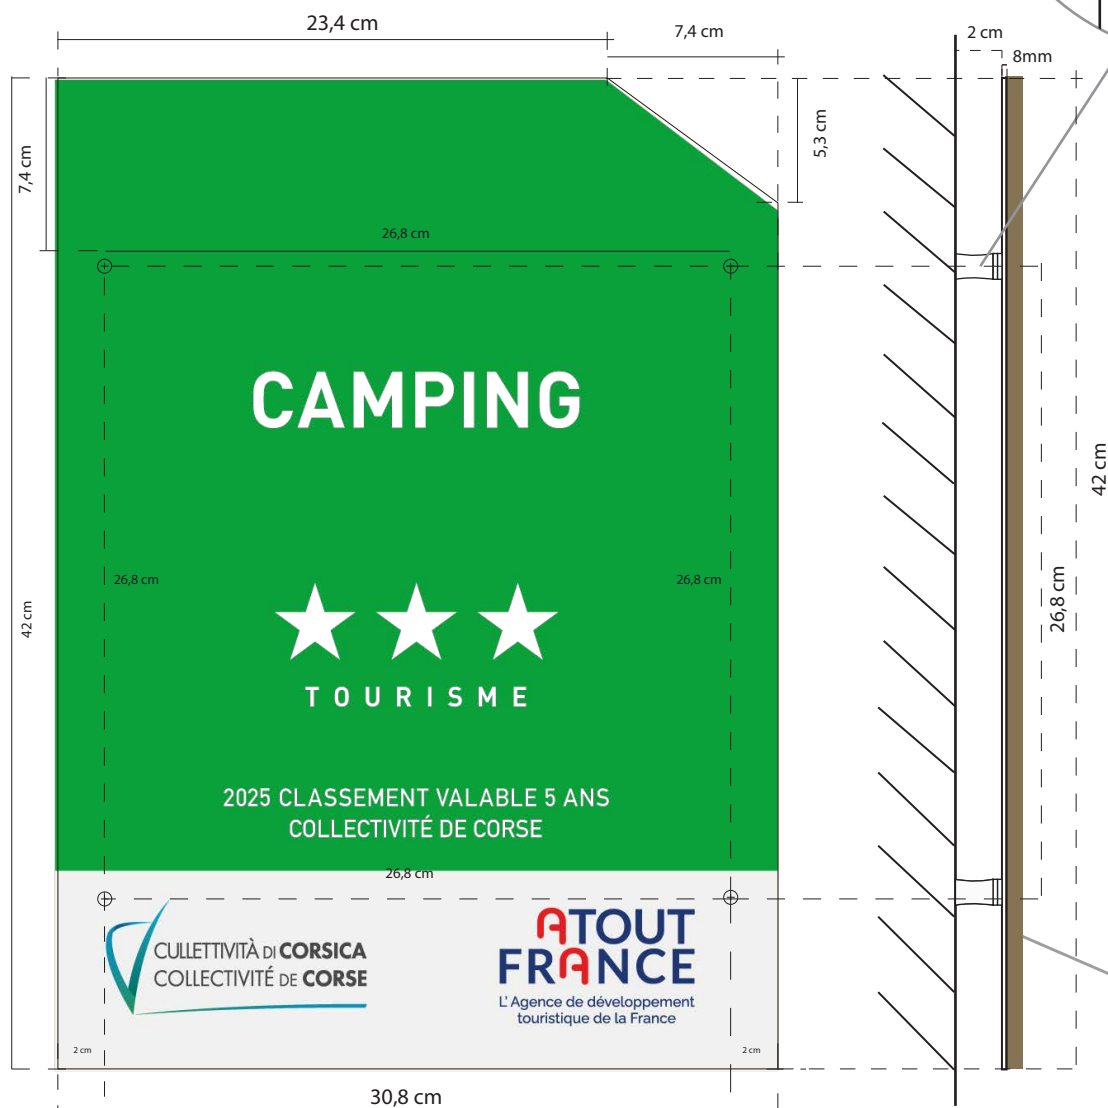 23,4 cm
7,4 cm
2 cm
8mm
7,4 cm
5,3 cm
26,8 cm
CAMPING
42 cm
26,8 cm
26,8 cm
26,8 cm
42 cm
TOURISME
2025 CLASSEMENT VALABLE 5 ANS
COLLECTIVITÉ DE CORSE
26,8 cm
CULLETTIVITÀ DI CORSICA
COLLECTIVITÉ DE CORSE
ATOUT
FRANCE
L'Agence de développement
touristique de la France
2 cm
2 cm
30,8 cm